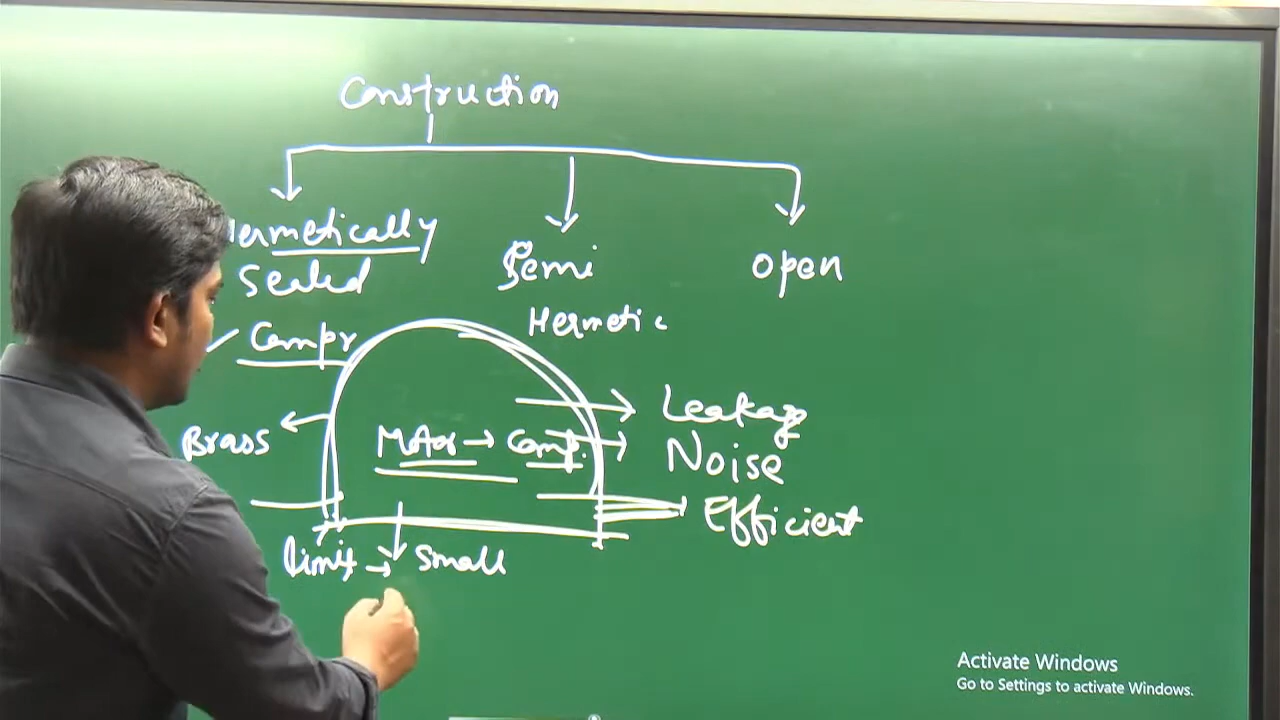 Construction
Hermetically
Sealed
Semi
Hermetic
open
Compr
Brass
Motor → Comp.
Leakage
Noise
Efficient
Limit → Small
Activate Windows
Go to Settings to activate Windows.